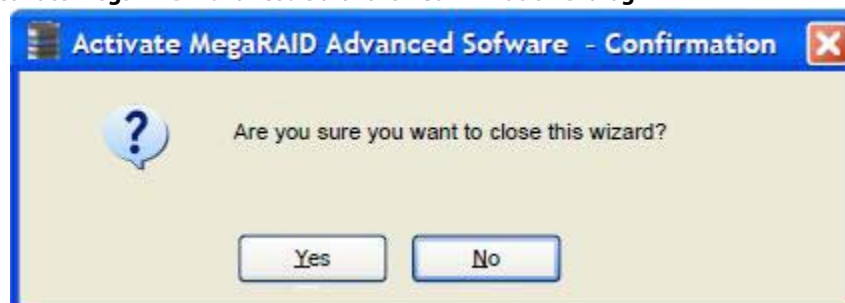 Activate MegaRAID Advanced Sofware - Confirmation
Are you sure you want to close this wizard?
Yes
No